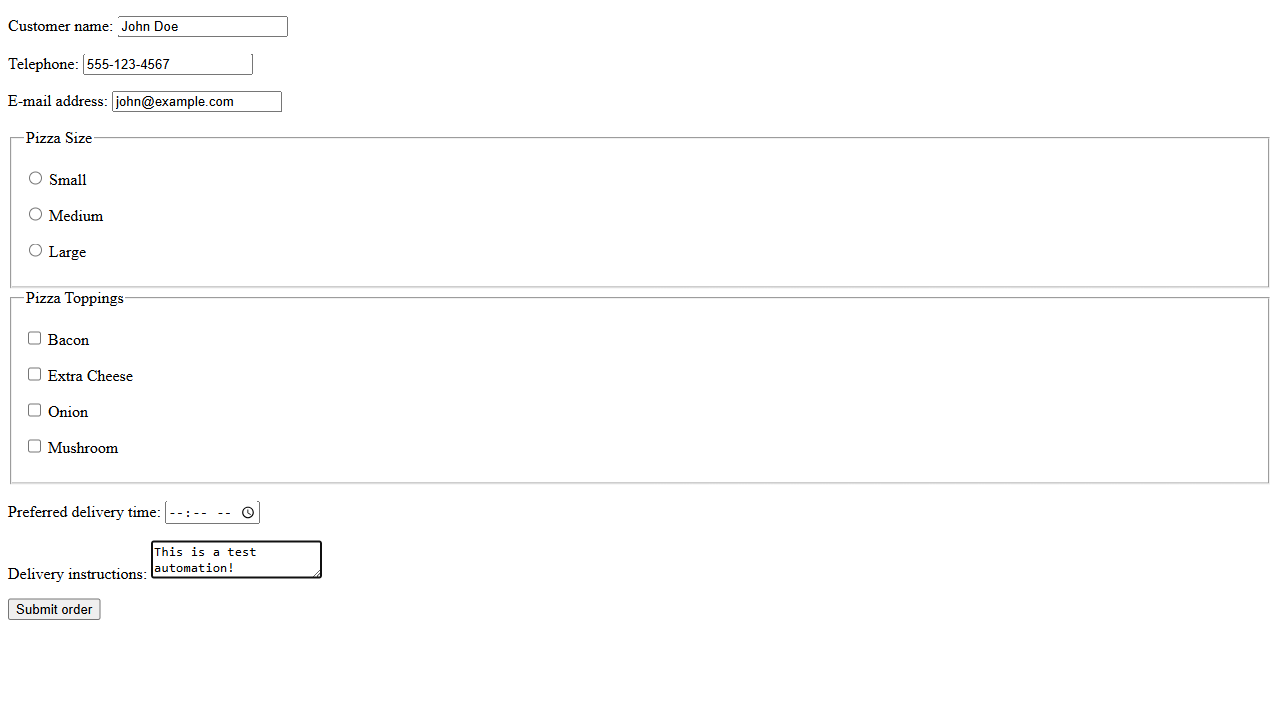 Customer name: John Doe
Telephone: 555-123-4567
E-mail address: john@example.com
Pizza Size
Small
Medium
Large
Pizza Toppings
Bacon
Extra Cheese
Onion
Mushroom
Preferred delivery time: --:-- --
Delivery instructions: This is a test
automation!
Submit order